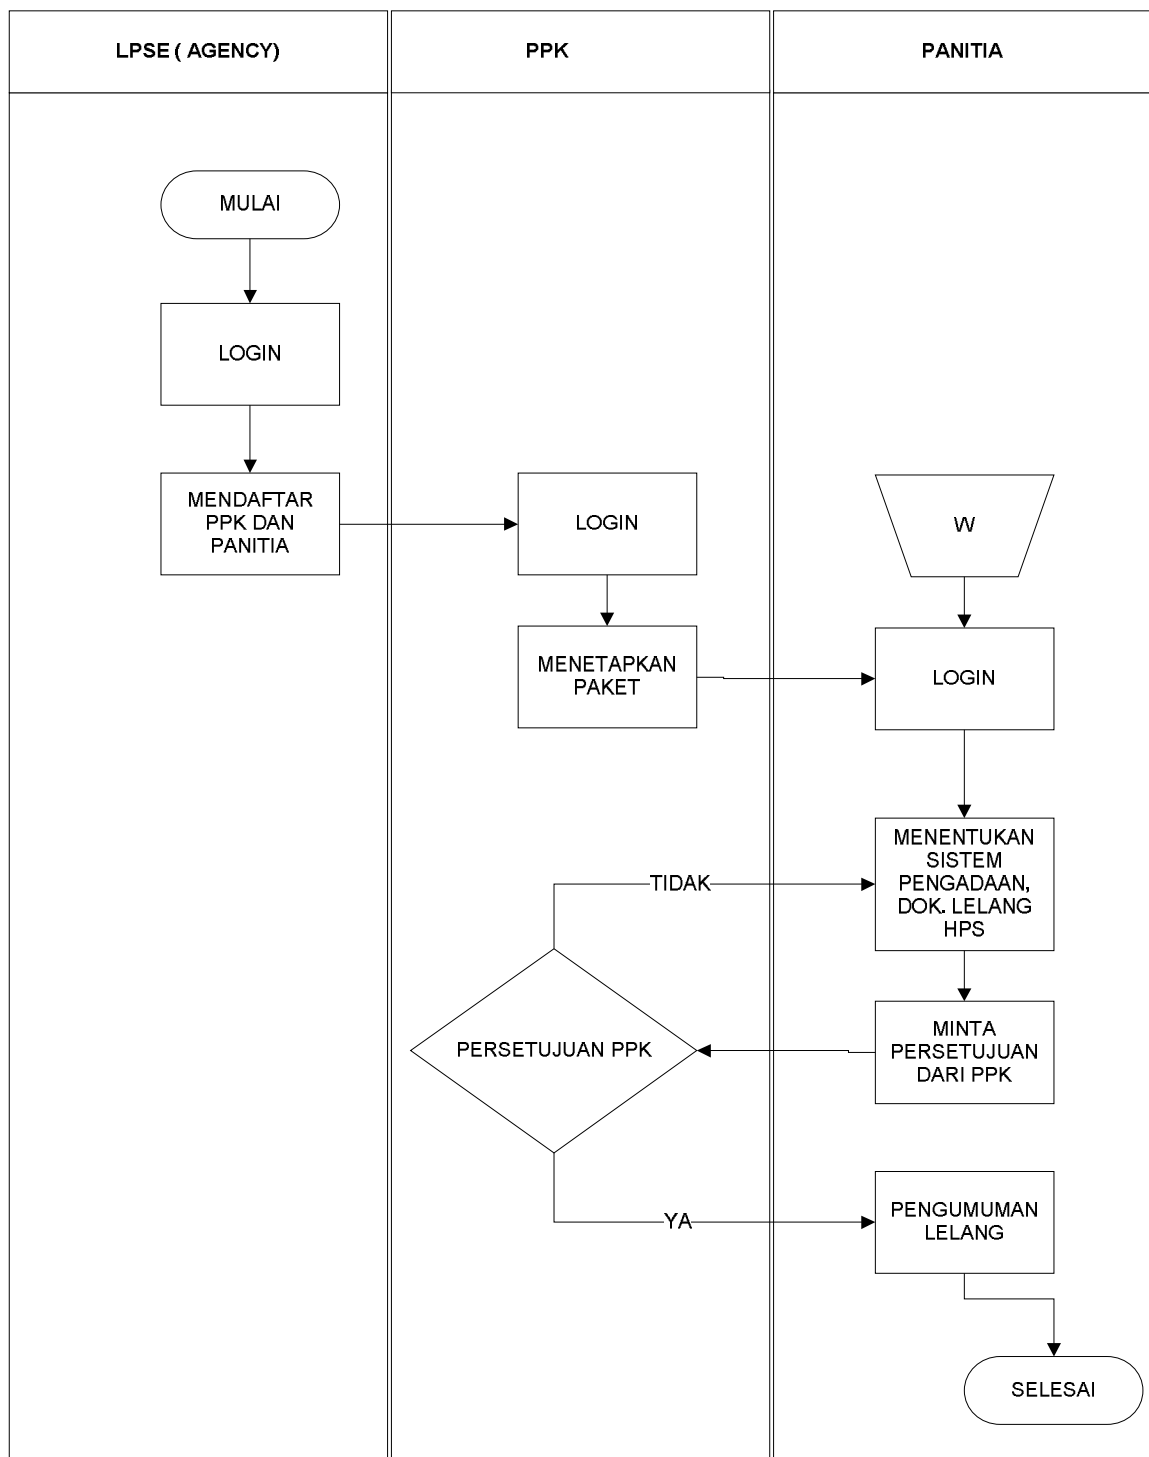 LPSE ( AGENCY)
PPK
PANITIA
MULAI
LOGIN
MENDAFTAR
PPK DAN
PANITIA
LOGIN
W
MENETAPKAN
PAKET
LOGIN
MENENTUKAN
SISTEM
PENGADAAN,
DOK. LELANG
HPS
TIDAK
PERSETUJUAN PPK
MINTA
PERSETUJUAN
DARI PPK
YA
PENGUMUMAN
LELANG
SELESAI